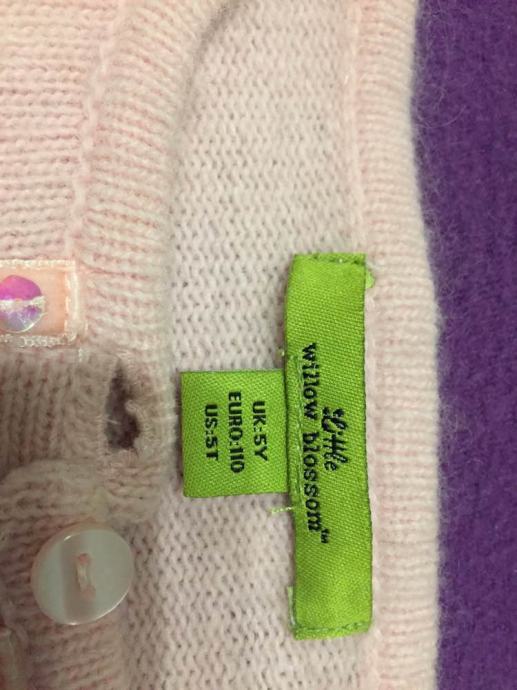 little
willow blossom™
UK:5Y
EURO:110
US:5T